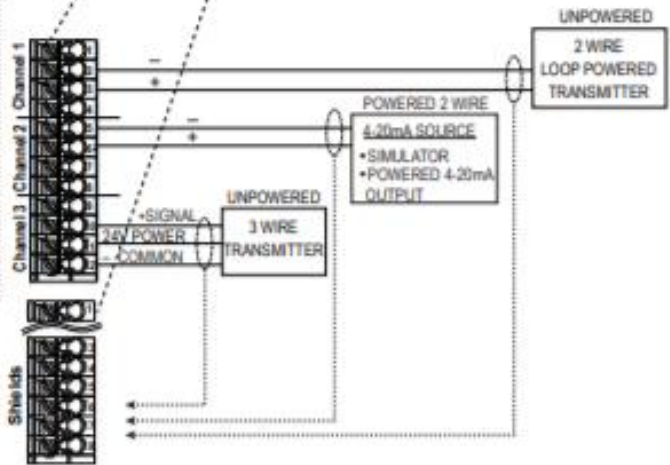 UNPOWERED
2 WIRE
LOOP POWERED
TRANSMITTER
Channel 1
−
+
POWERED 2 WIRE
4-20mA SOURCE
•SIMULATOR
•POWERED 4-20mA
OUTPUT
Channel 2
−
+
UNPOWERED
3 WIRE
TRANSMITTER
Channel 3
+SIGNAL
24V POWER
− COMMON
Shields